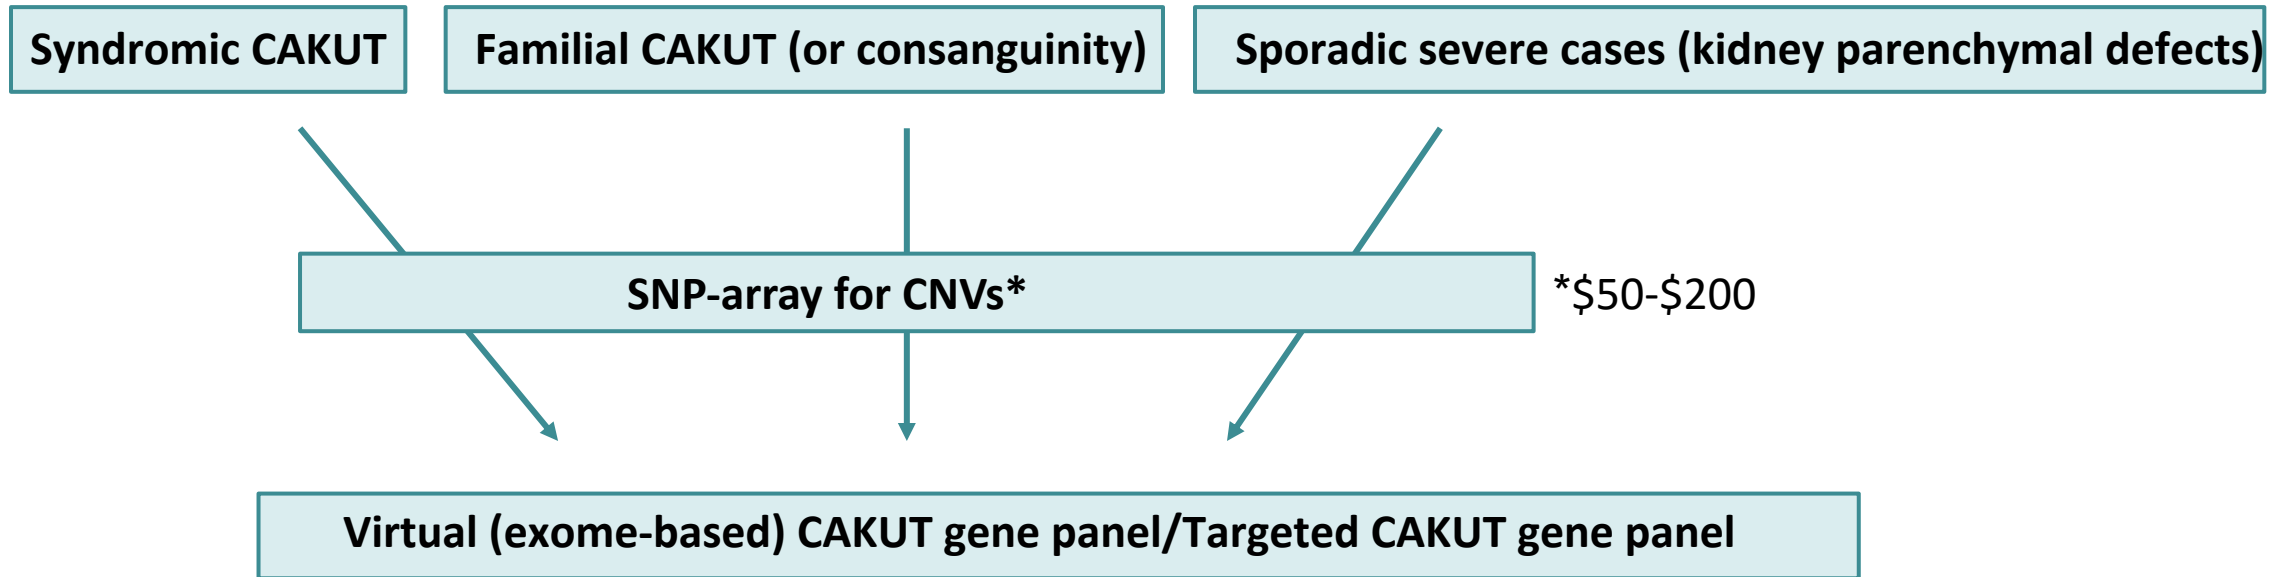 Syndromic CAKUT
Familial CAKUT (or consanguinity)
Sporadic severe cases (kidney parenchymal defects)
SNP-array for CNVs*
*$50-$200
Virtual (exome-based) CAKUT gene panel/Targeted CAKUT gene panel